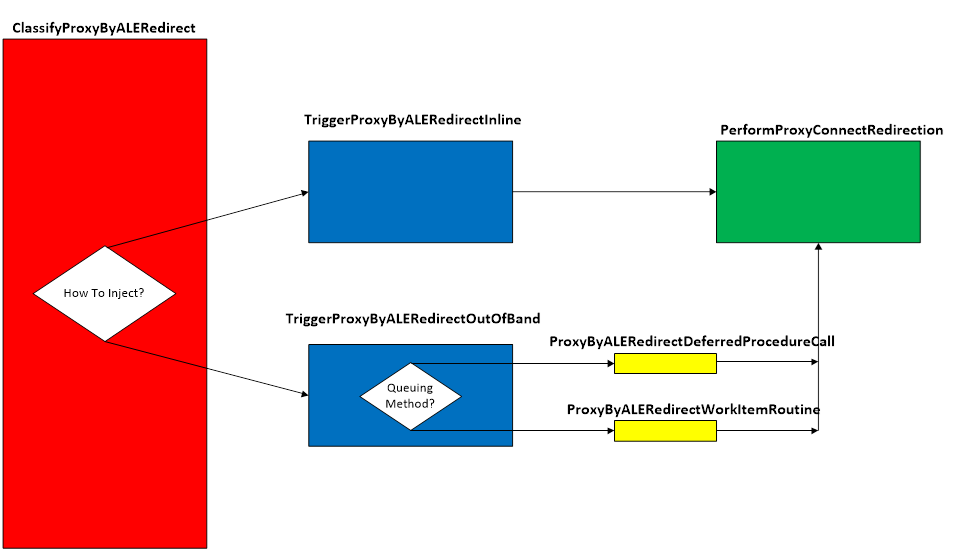 ClassifyProxyByALERedirect
TriggerProxyByALERedirectInline
PerformProxyConnectRedirection
How To Inject?
TriggerProxyByALERedirectOutOfBand
ProxyByALERedirectDeferredProcedureCall
Queuing
Method?
ProxyByALERedirectWorkItemRoutine